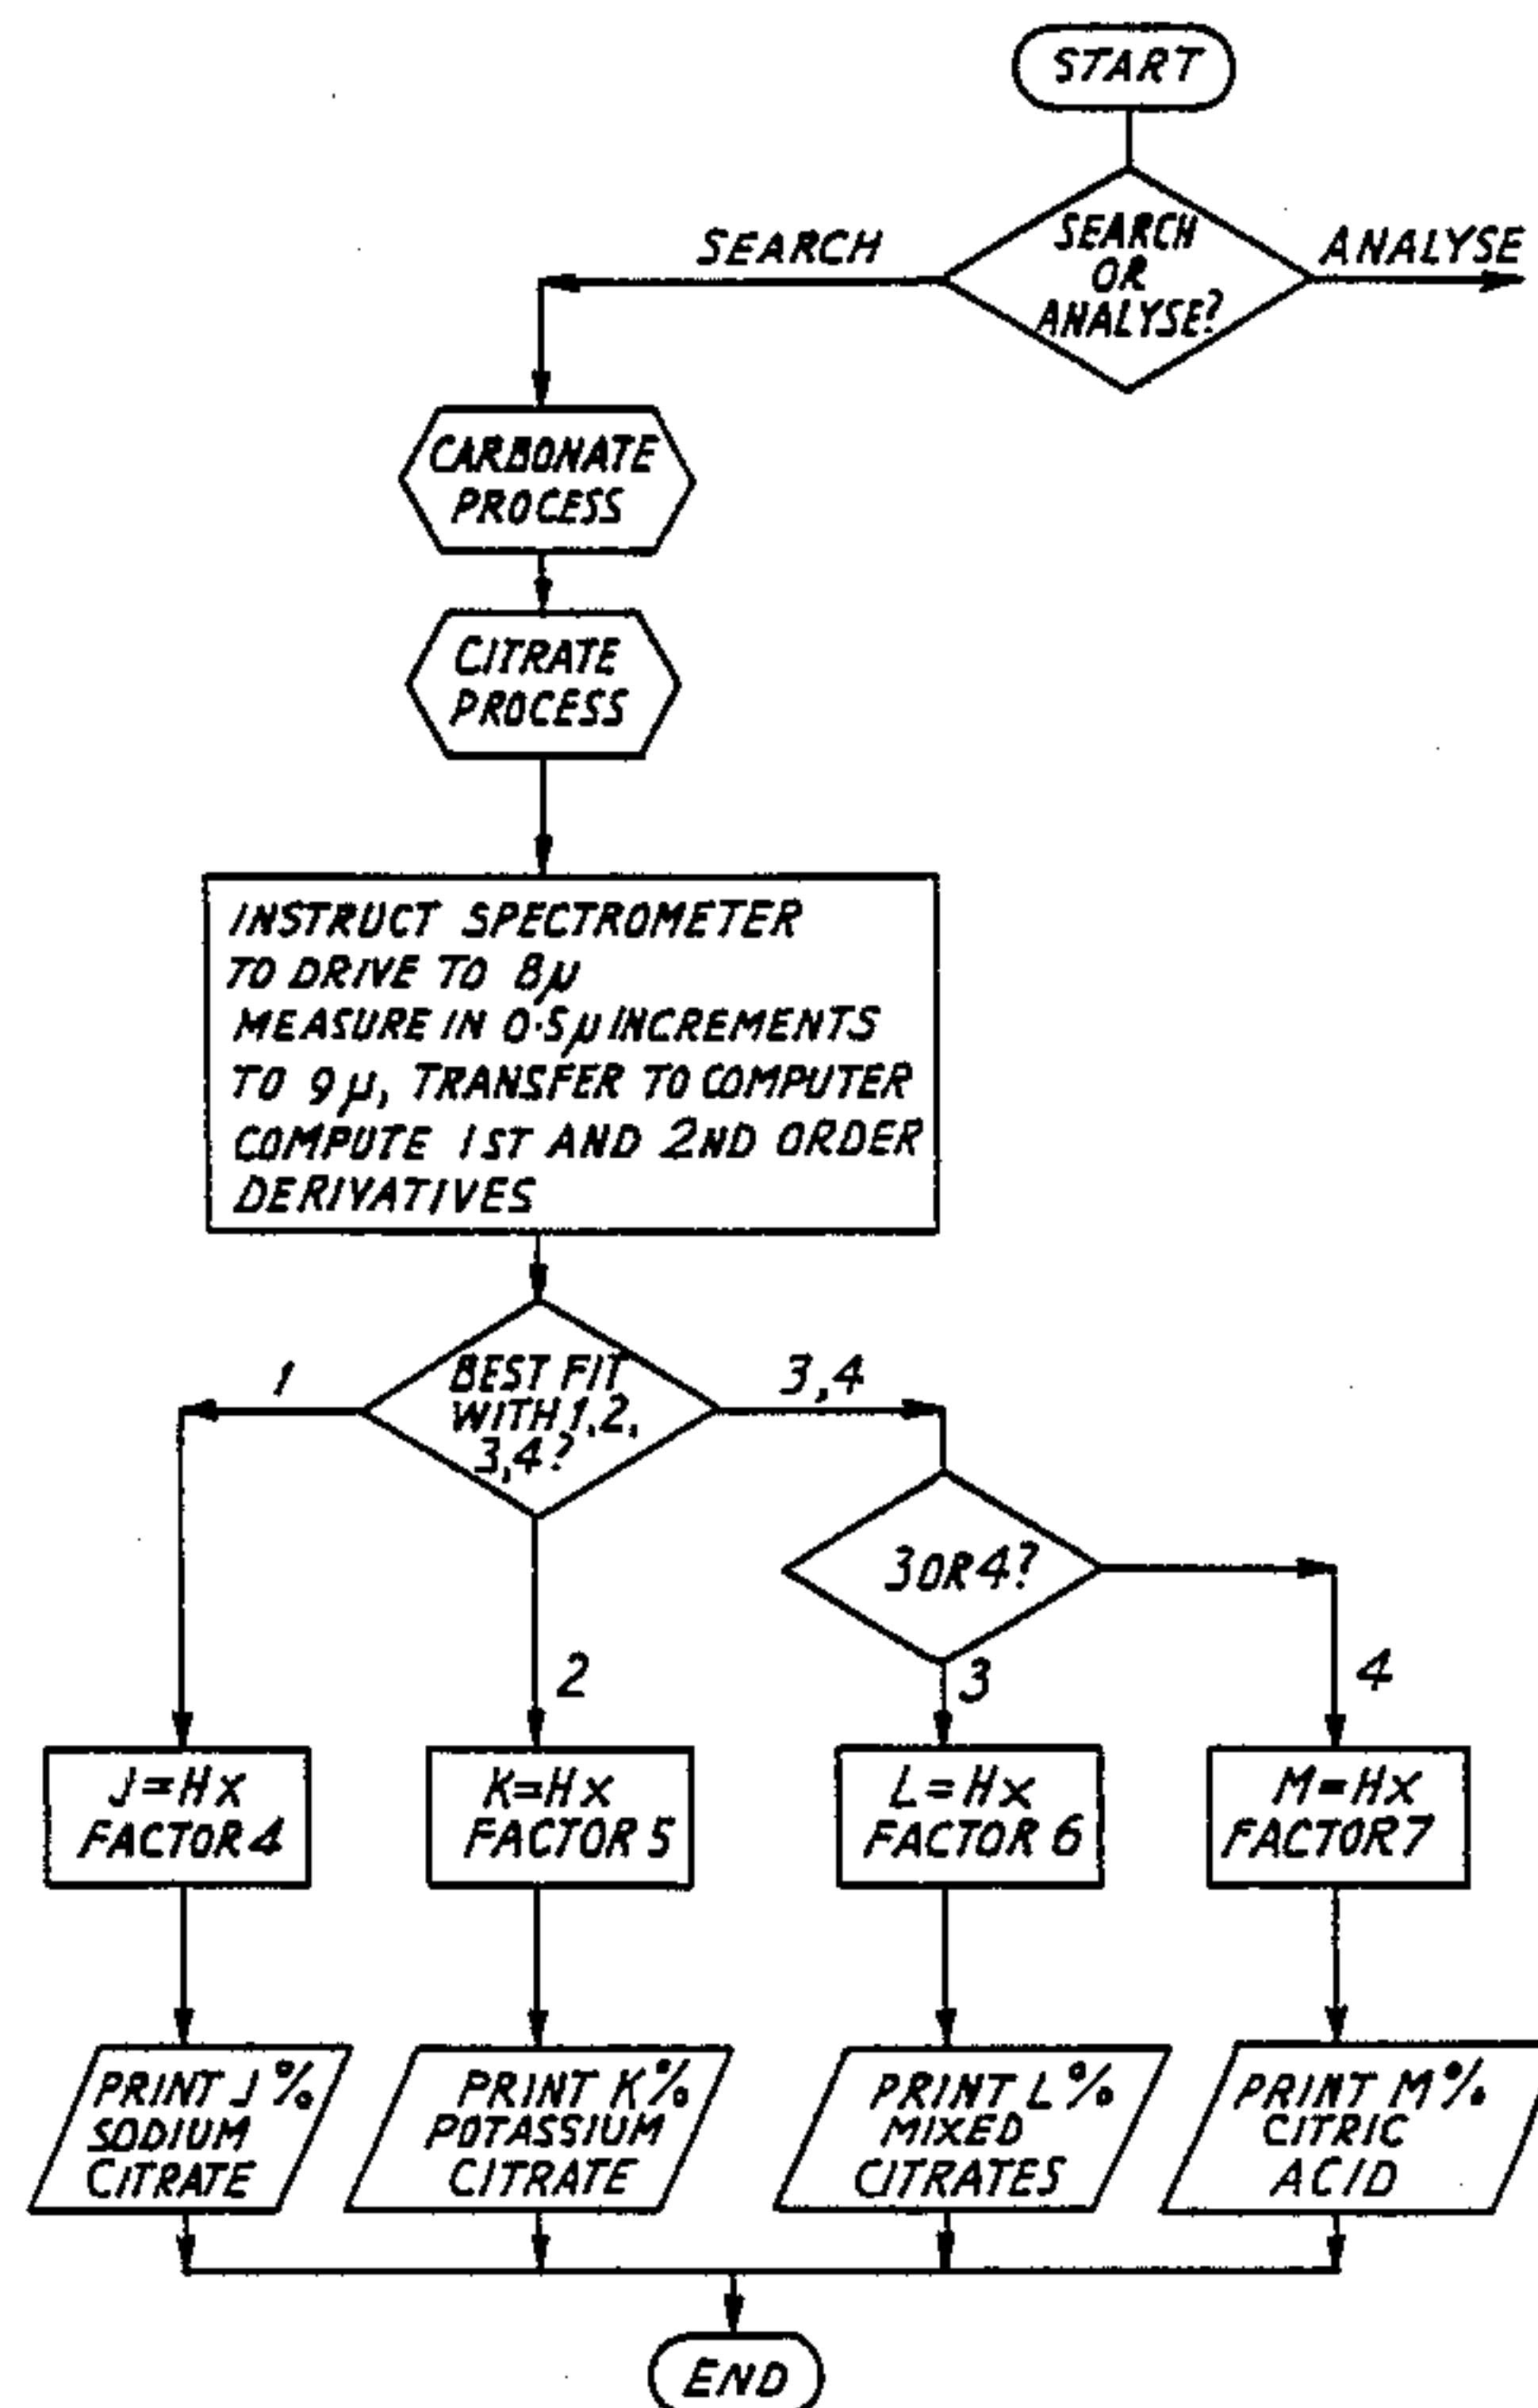 START
SEARCH
OR
ANALYSE?
SEARCH
ANALYSE
CARBONATE
PROCESS
CITRATE
PROCESS
INSTRUCT SPECTROMETER
TO DRIVE TO 8µ
MEASURE IN 0·5µ INCREMENTS
TO 9µ, TRANSFER TO COMPUTER
COMPUTE 1ST AND 2ND ORDER
DERIVATIVES
BEST FIT
WITH 1,2,
3,4?
1
3,4
2
3 OR 4?
3
4
J=H×
FACTOR 4
K=H×
FACTOR 5
L=H×
FACTOR 6
M=H×
FACTOR 7
PRINT J%
SODIUM
CITRATE
PRINT K%
POTASSIUM
CITRATE
PRINT L%
MIXED
CITRATES
PRINT M%
CITRIC
ACID
END